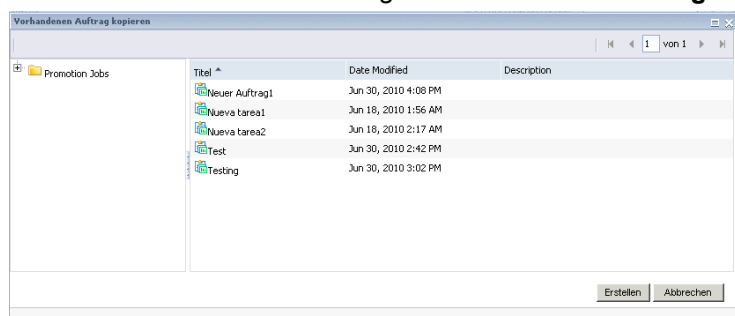 Vorhandenen Auftrag kopieren
1 von 1
Promotion Jobs
Titel Date Modified Description
Neuer Auftrag1 Jun 30, 2010 4:08 PM
Nueva tarea1 Jun 18, 2010 1:56 AM
Nueva tarea2 Jun 18, 2010 2:17 AM
Test Jun 30, 2010 2:42 PM
Testing Jun 30, 2010 3:02 PM
Erstellen Abbrechen